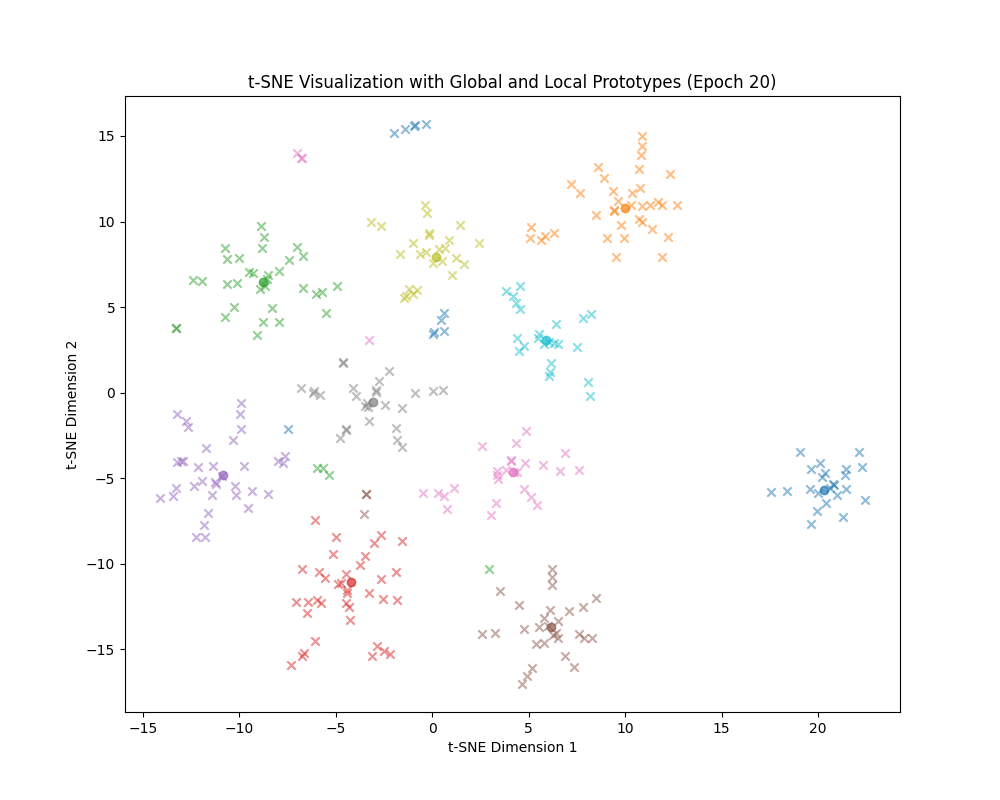 t-SNE Visualization with Global and Local Prototypes (Epoch 20)
15
10
5
0
−5
−10
−15
t-SNE Dimension 2
−15 −10 −5 0 5 10 15 20
t-SNE Dimension 1